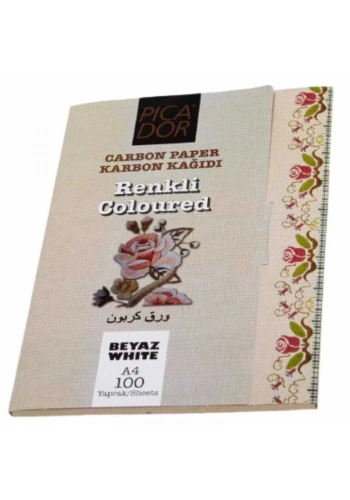 PICA
DOR
CARBON PAPER
KARBON KAĞIDI
Renkli
Coloured
ورق كربون
BEYAZ
WHITE
A4
100
Yaprak/Sheets